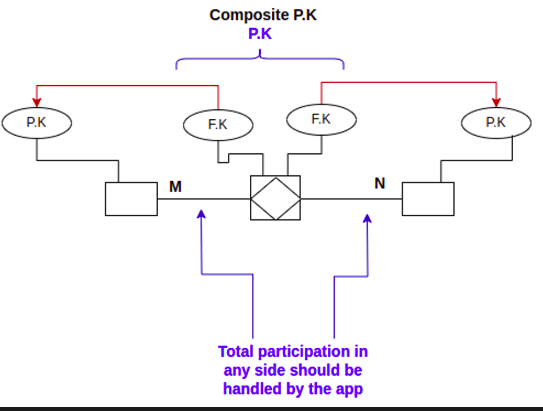 Composite P.K
P.K
P.K
F.K
F.K
P.K
M
N
Total participation in
any side should be
handled by the app